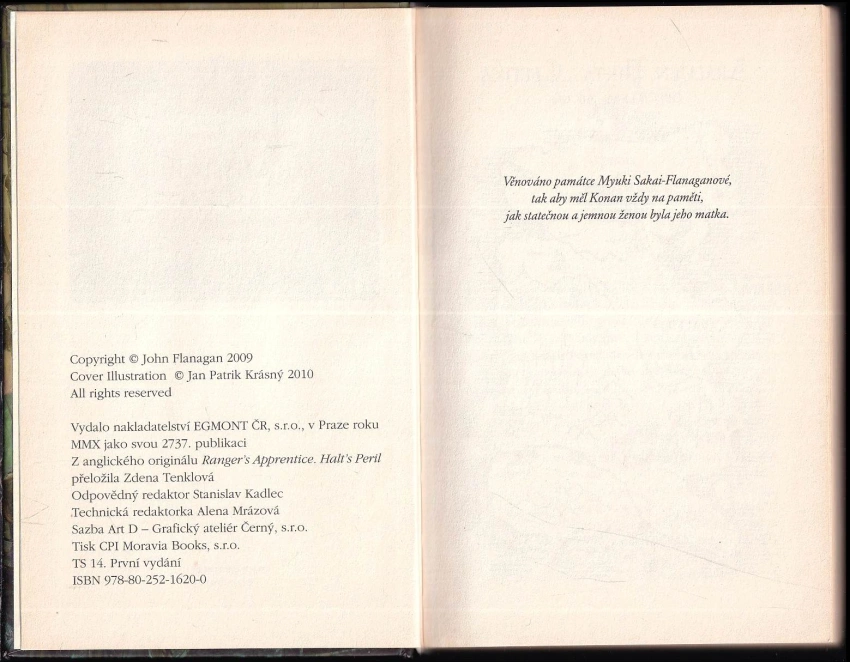 Copyright © John Flanagan 2009
Cover Illustration © Jan Patrik Krásný 2010
All rights reserved
Vydalo nakladatelství EGMONT ČR, s.r.o., v Praze roku
MMX jako svou 2737. publikaci
Z anglického originálu Ranger's Apprentice. Halt's Peril
přeložila Zdena Tenklová
Odpovědný redaktor Stanislav Kadlec
Technická redaktorka Alena Mrázová
Sazba Art D – Grafický ateliér Černý, s.r.o.
Tisk CPI Moravia Books, s.r.o.
TS 14. První vydání
ISBN 978-80-252-1620-0
Věnováno památce Myuki Sakai-Flanaganové,
tak aby měl Konan vždy na paměti,
jak statečnou a jemnou ženou byla jeho matka.